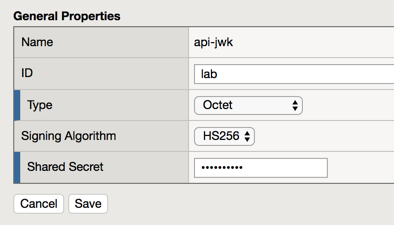 General Properties
Name api-jwk
ID lab
Type Octet
Signing Algorithm HS256
Shared Secret ••••••••••
Cancel Save